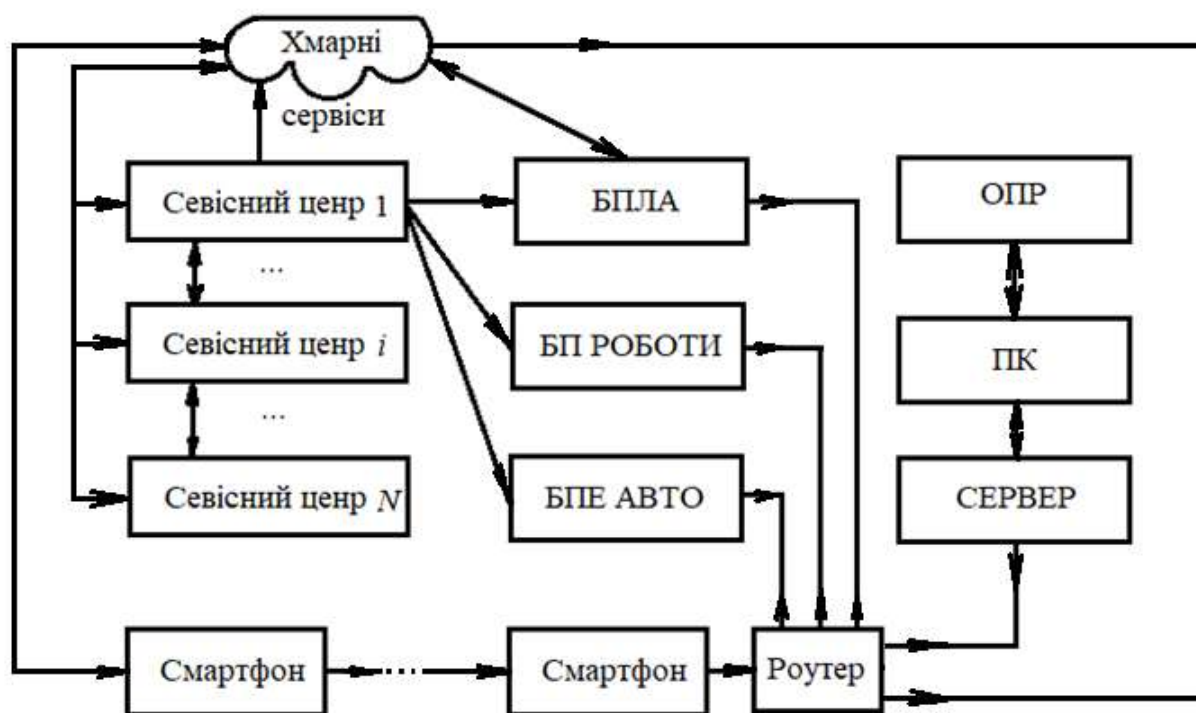 Хмарні
сервіси
Севісний ценр 1
БПЛА
ОПР
...
Севісний ценр i
БП РОБОТИ
ПК
...
Севісний ценр N
БПЕ АВТО
СЕРВЕР
Смартфон
...
Смартфон
Роутер